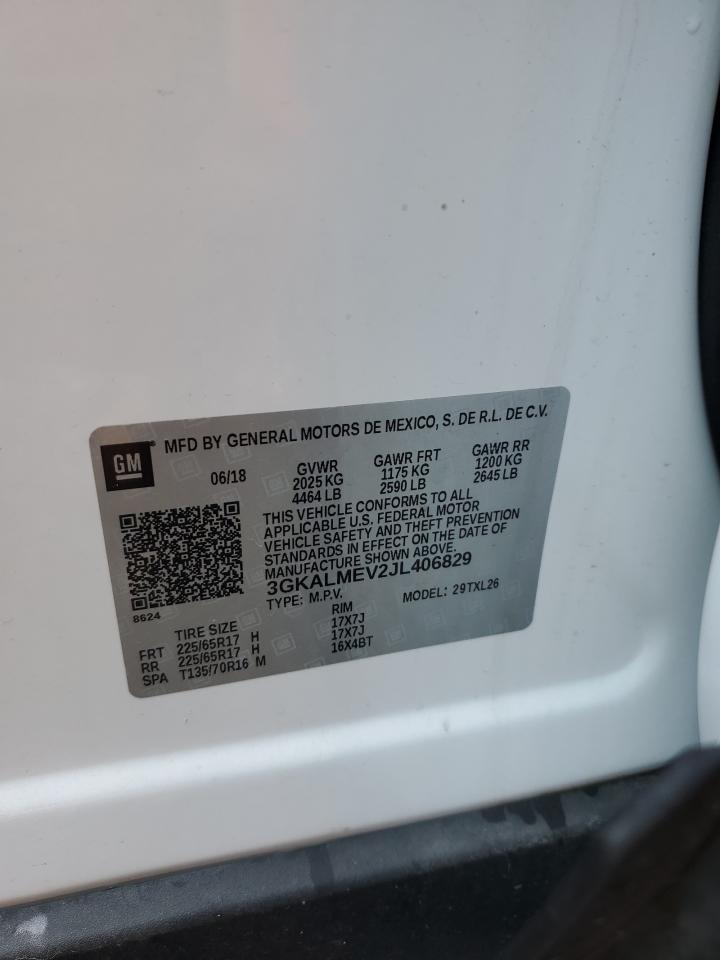 GM
MFD BY GENERAL MOTORS DE MEXICO, S. DE R.L. DE C.V.
06/18 GVWR GAWR FRT GAWR RR
2025 KG 1175 KG 1200 KG
4464 LB 2590 LB 2645 LB
THIS VEHICLE CONFORMS TO ALL
APPLICABLE U.S. FEDERAL MOTOR
VEHICLE SAFETY AND THEFT PREVENTION
STANDARDS IN EFFECT ON THE DATE OF
MANUFACTURE SHOWN ABOVE.
3GKALMEV2JL406829
TYPE: M.P.V. MODEL: 29TXL26
8624
TIRE SIZE RIM
FRT 225/65R17 H 17X7J
RR 225/65R17 H 17X7J
SPA T135/70R16 M 16X4BT